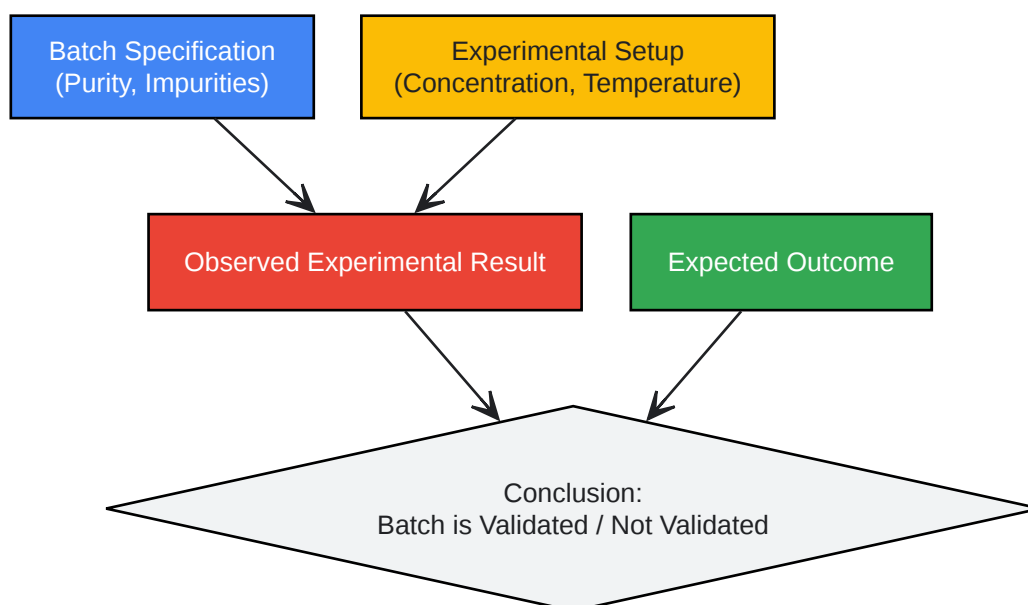 Batch Specification
(Purity, Impurities)
Experimental Setup
(Concentration, Temperature)
Observed Experimental Result
Expected Outcome
Conclusion:
Batch is Validated / Not Validated